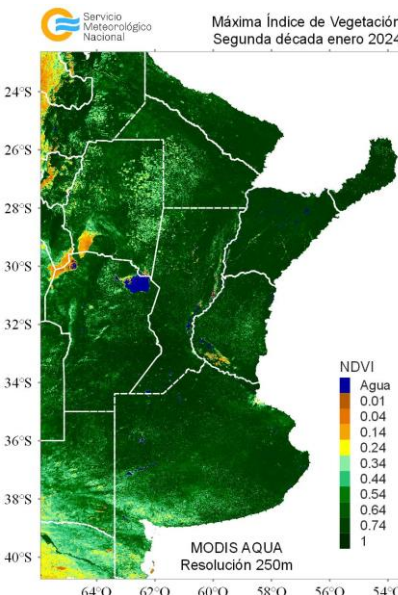 Servicio
Meteorológico
Nacional
Máxima Índice de Vegetación
Segunda década enero 2024
24°S
26°S
28°S
30°S
32°S
34°S
36°S
38°S
40°S
NDVI
Agua
0.01
0.04
0.14
0.24
0.34
0.44
0.54
0.64
0.74
1
MODIS AQUA
Resolución 250m
64°O 62°O 60°O 58°O 56°O 54°O